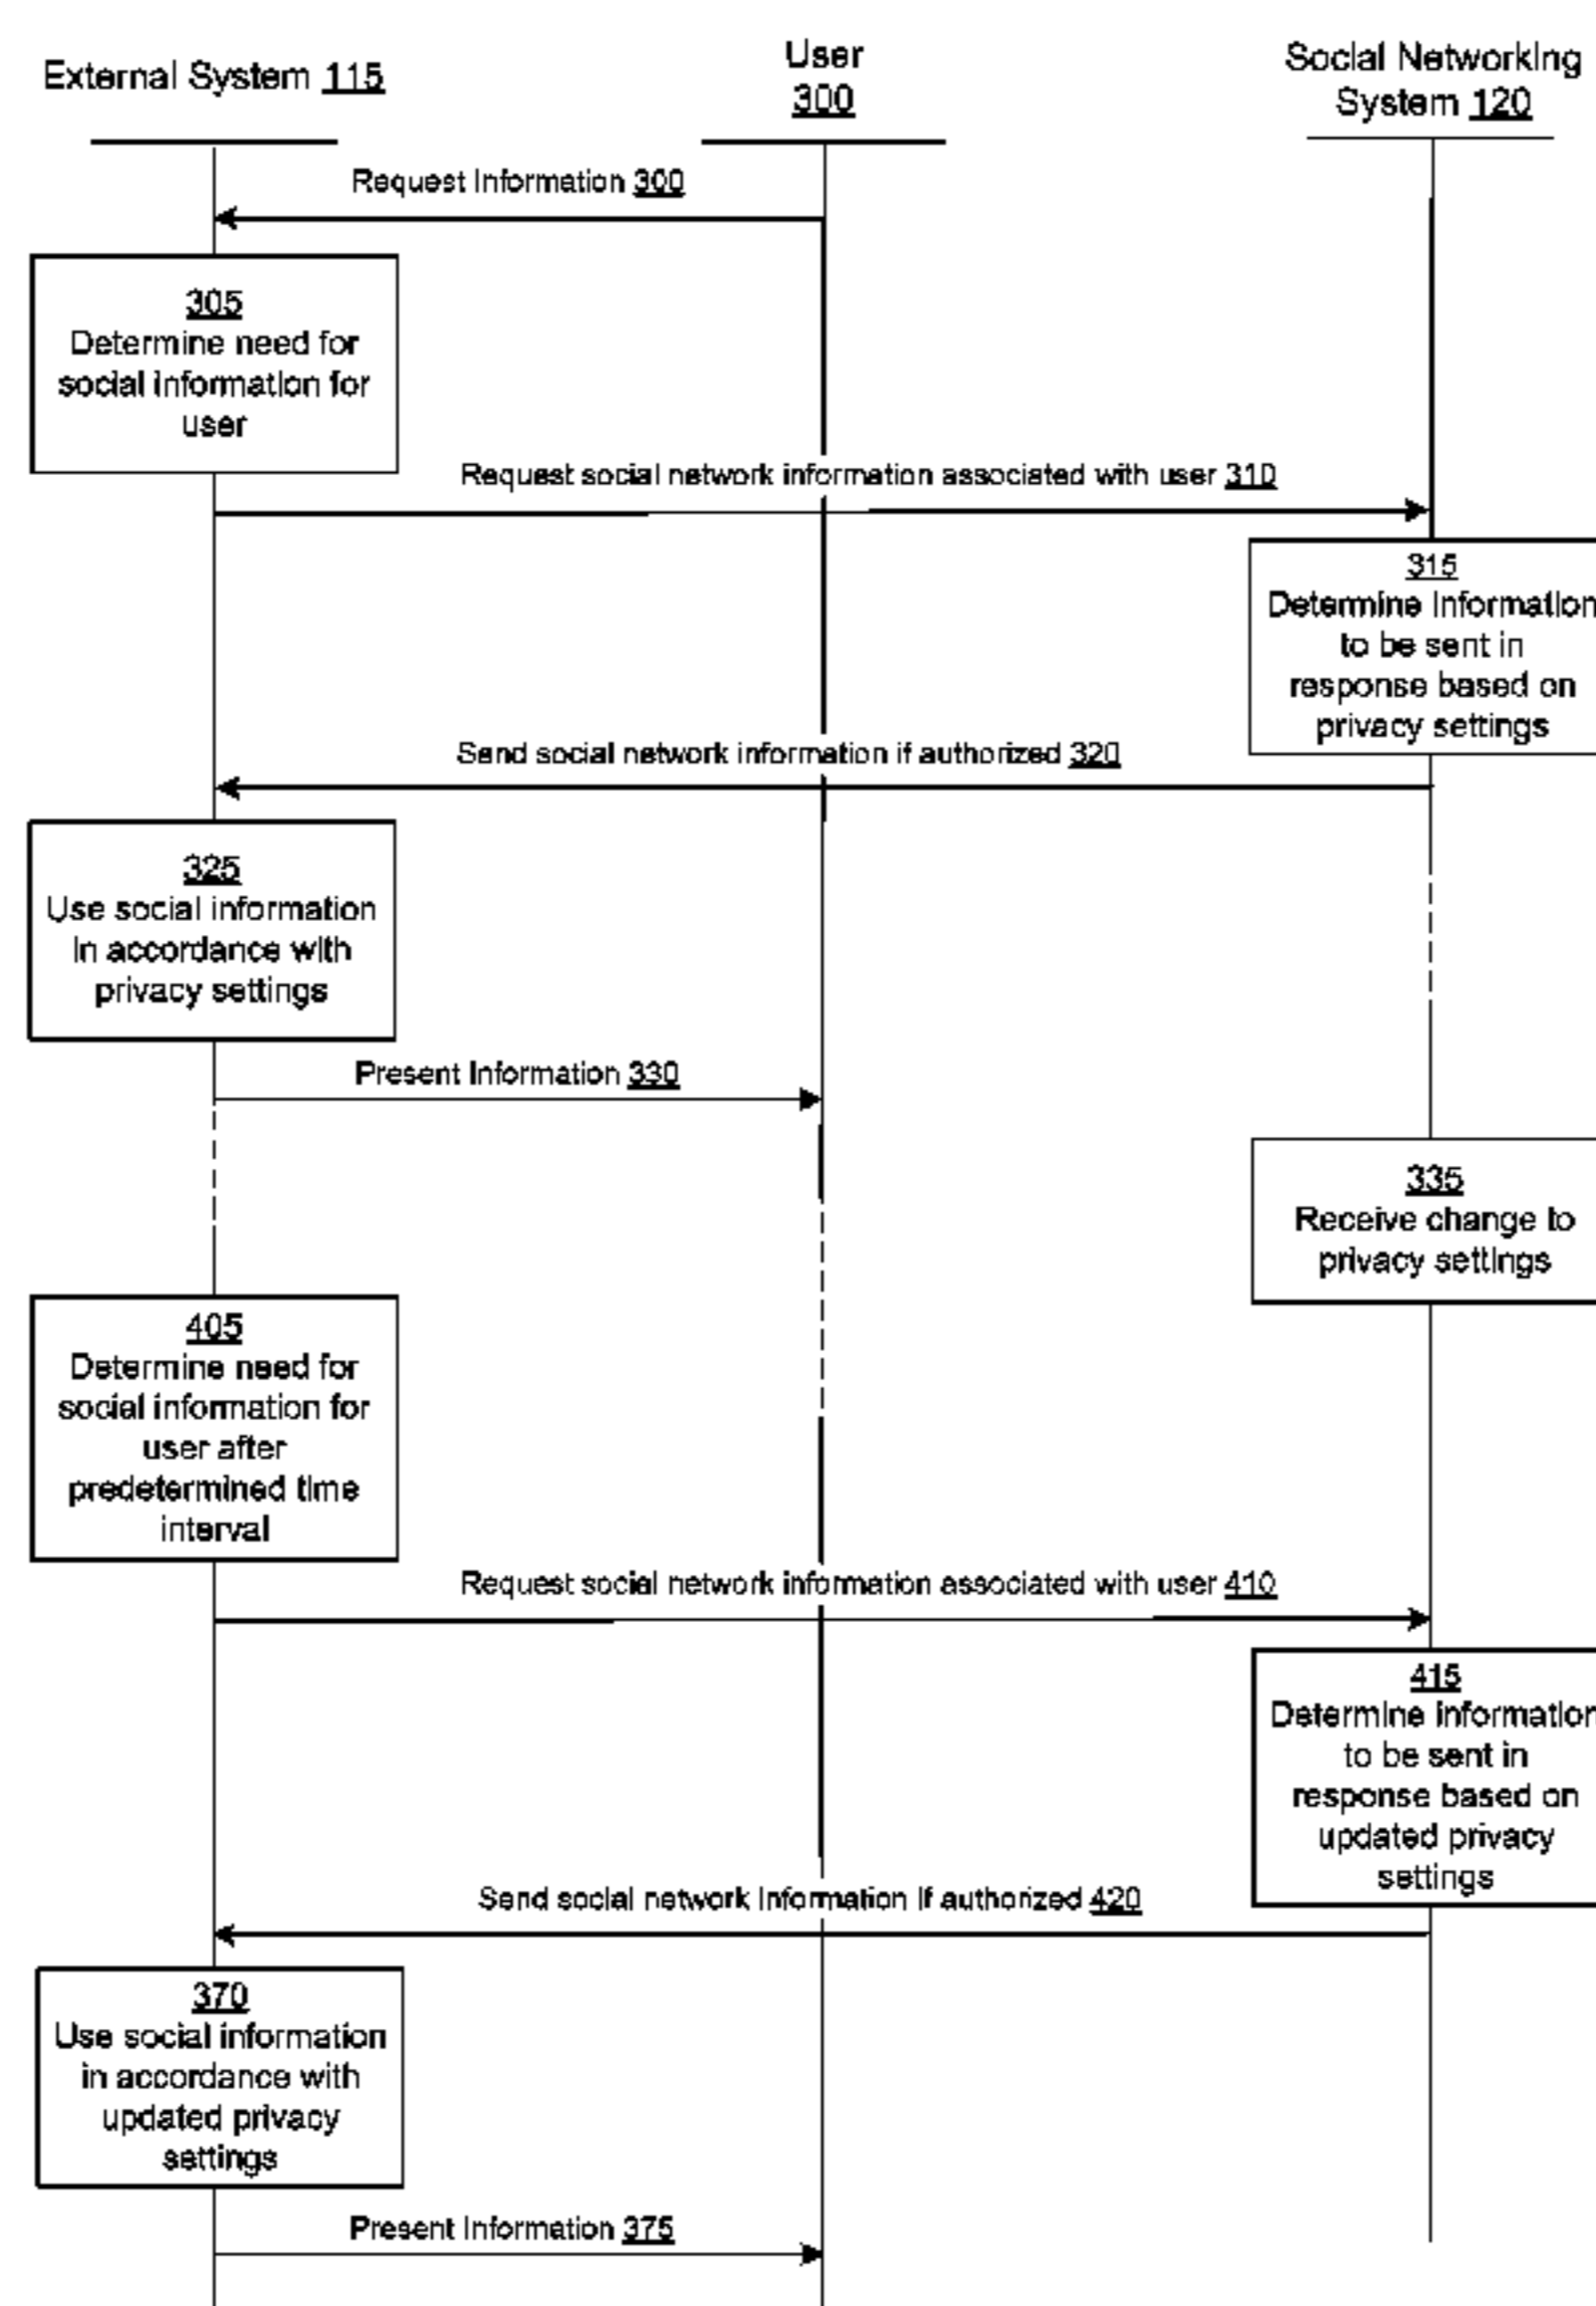 External System 115
User
300
Social Networking
System 120
Request Information 300
305
Determine need for
social information for
user
Request social network information associated with user 310
315
Determine information
to be sent in
response based on
privacy settings
Send social network information if authorized 320
325
Use social information
in accordance with
privacy settings
Present Information 330
335
Receive change to
privacy settings
405
Determine need for
social information for
user after
predetermined time
interval
Request social network information associated with user 410
415
Determine information
to be sent in
response based on
updated privacy
settings
Send social network information if authorized 420
370
Use social information
in accordance with
updated privacy
settings
Present Information 375